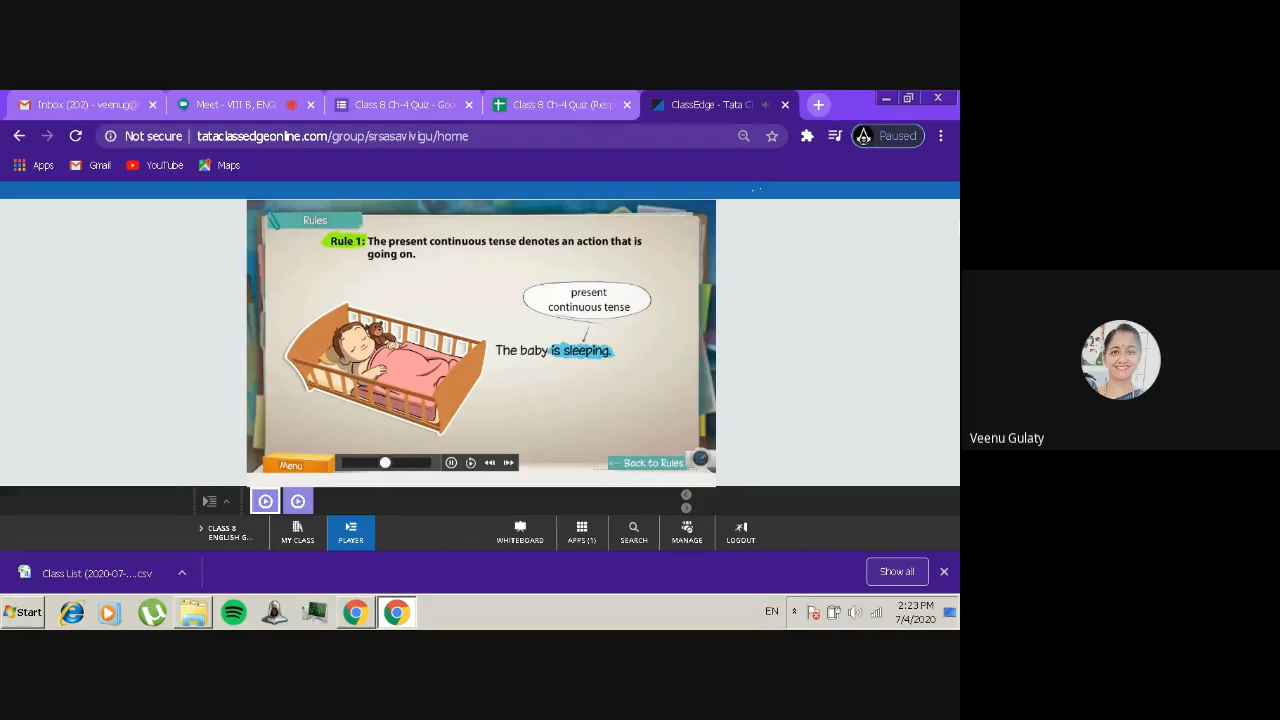 Inbox (202) - veenug@
Meet - VIII B, ENG
Class 8 Ch-4 Quiz - Goo
Class 8 Ch-4 Quiz (Resp
ClassEdge - Tata Cl
Not secure | tataclassedgeonline.com/group/srsasavivigu/home
Paused
Apps Gmail YouTube Maps
Rules
Rule 1: The present continuous tense denotes an action that is
going on.
present
continuous tense
The baby is sleeping.
Menu
Back to Rules
Veenu Gulaty
CLASS 8
ENGLISH G...
MY CLASS
PLAYER
WHITEBOARD
APPS (1)
SEARCH
MANAGE
LOGOUT
Class List (2020-07-....csv
Show all
Start
EN
2:23 PM
7/4/2020